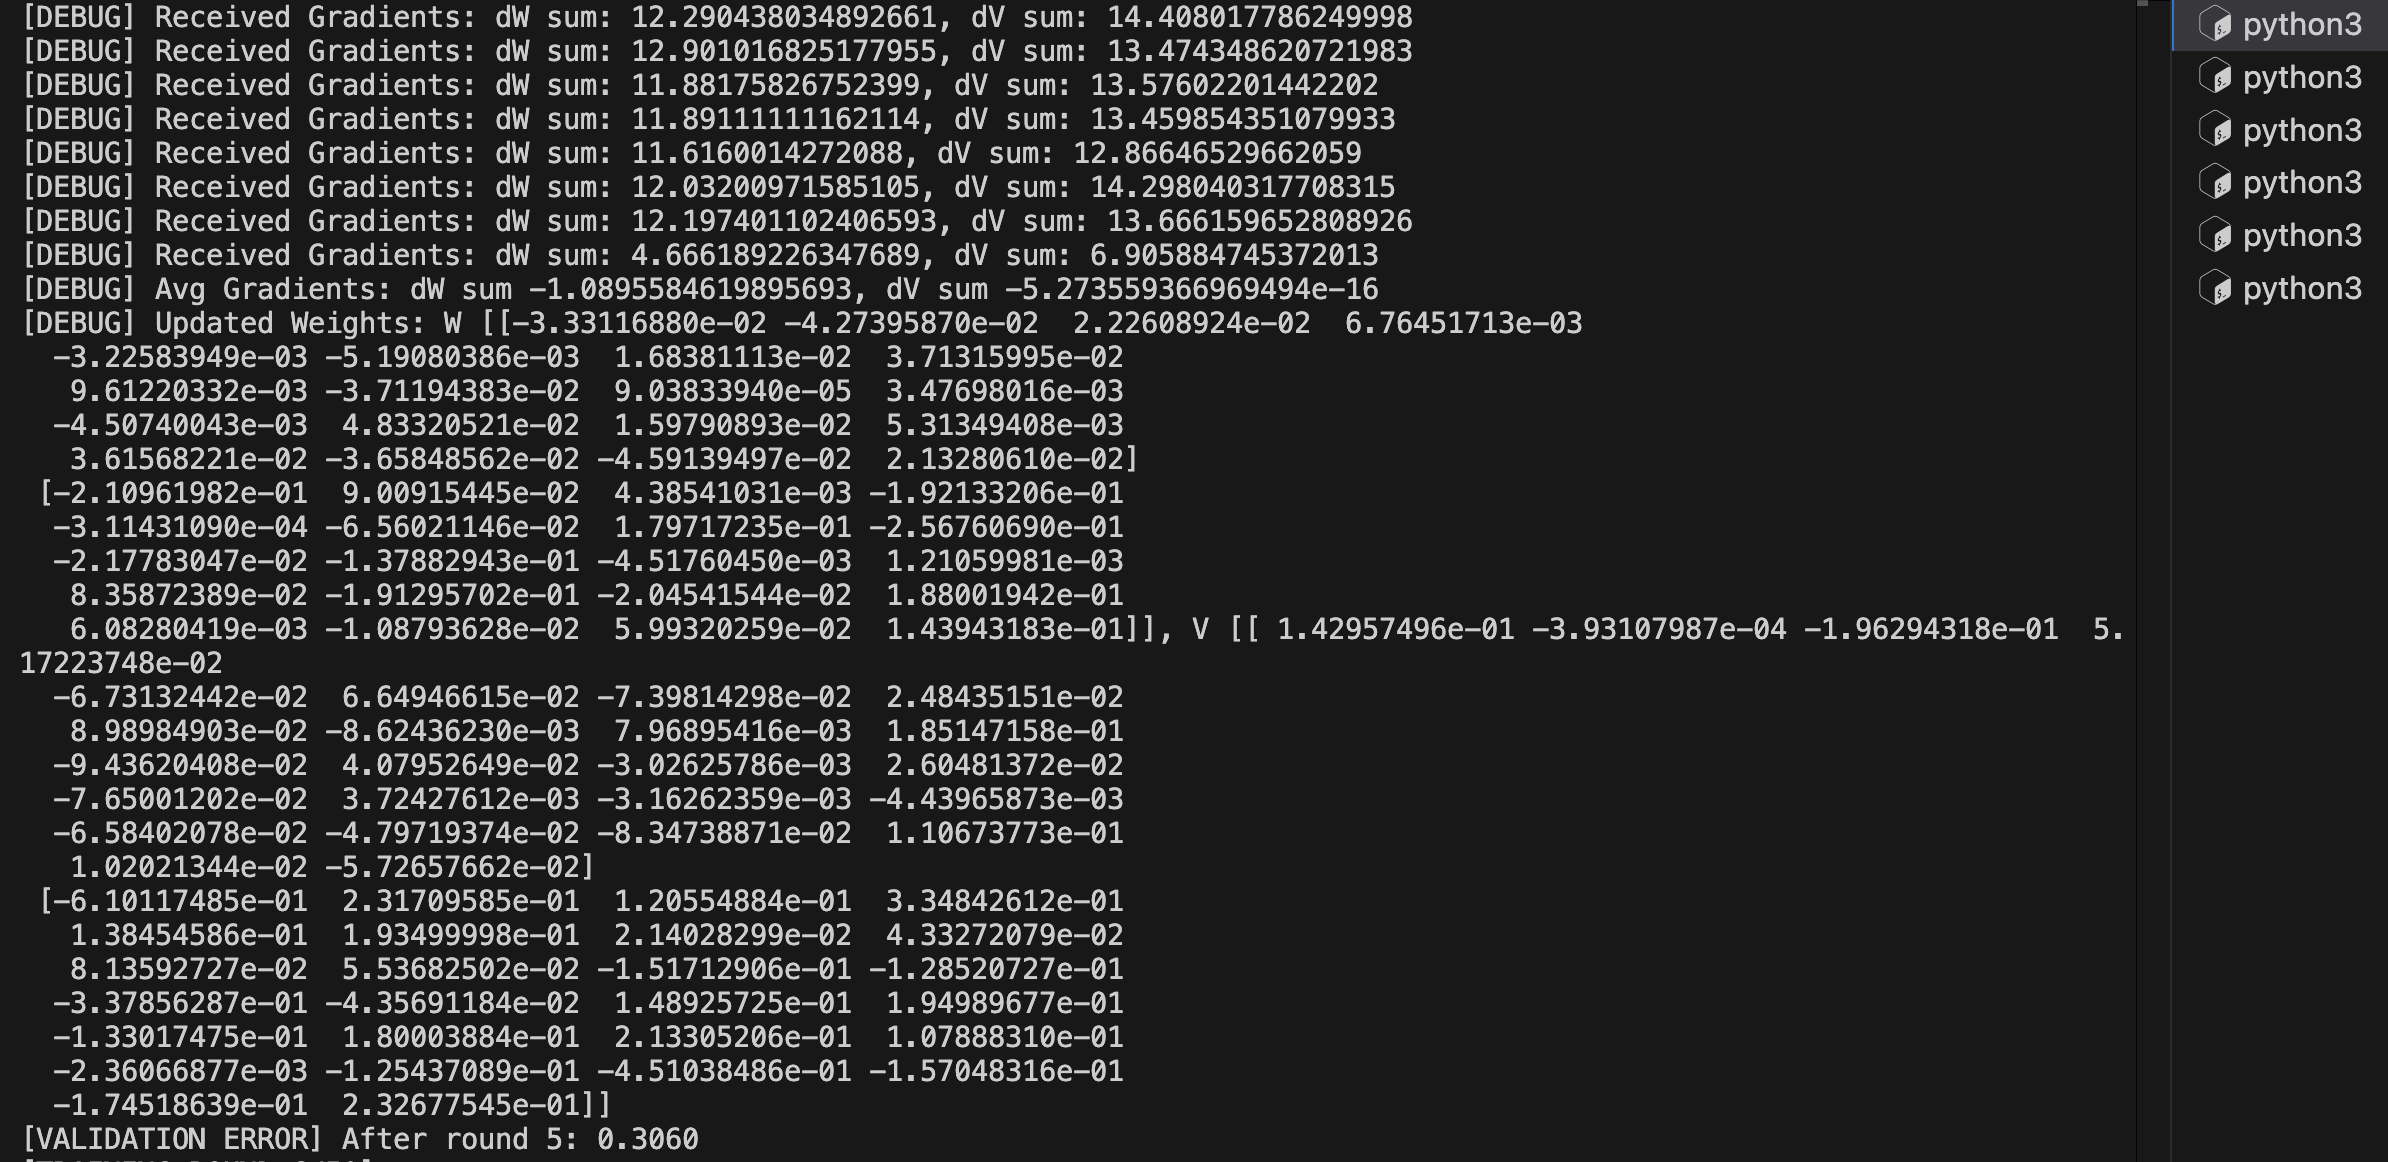 [DEBUG] Received Gradients: dW sum: 12.290438034892661, dV sum: 14.408017786249998
[DEBUG] Received Gradients: dW sum: 12.901016825177955, dV sum: 13.474348620721983
[DEBUG] Received Gradients: dW sum: 11.88175826752399, dV sum: 13.57602201442202
[DEBUG] Received Gradients: dW sum: 11.89111111162114, dV sum: 13.459854351079933
[DEBUG] Received Gradients: dW sum: 11.6160014272088, dV sum: 12.86646529662059
[DEBUG] Received Gradients: dW sum: 12.03200971585105, dV sum: 14.298040317708315
[DEBUG] Received Gradients: dW sum: 12.197401102406593, dV sum: 13.666159652808926
[DEBUG] Received Gradients: dW sum: 4.666189226347689, dV sum: 6.905884745372013
[DEBUG] Avg Gradients: dW sum -1.0895584619895693, dV sum -5.273559366969494e-16
[DEBUG] Updated Weights: W [[-3.33116880e-02 -4.27395870e-02  2.22608924e-02  6.76451713e-03
  -3.22583949e-03 -5.19080386e-03  1.68381113e-02  3.71315995e-02
   9.61220332e-03 -3.71194383e-02  9.03833940e-05  3.47698016e-03
  -4.50740043e-03  4.83320521e-02  1.59790893e-02  5.31349408e-03
   3.61568221e-02 -3.65848562e-02 -4.59139497e-02  2.13280610e-02]
 [-2.10961982e-01  9.00915445e-02  4.38541031e-03 -1.92133206e-01
  -3.11431090e-04 -6.56021146e-02  1.79717235e-01 -2.56760690e-01
  -2.17783047e-02 -1.37882943e-01 -4.51760450e-03  1.21059981e-03
   8.35872389e-02 -1.91295702e-01 -2.04541544e-02  1.88001942e-01
   6.08280419e-03 -1.08793628e-02  5.99320259e-02  1.43943183e-01]], V [[ 1.42957496e-01 -3.93107987e-04 -1.96294318e-01  5.
17223748e-02
  -6.73132442e-02  6.64946615e-02 -7.39814298e-02  2.48435151e-02
   8.98984903e-02 -8.62436230e-03  7.96895416e-03  1.85147158e-01
  -9.43620408e-02  4.07952649e-02 -3.02625786e-03  2.60481372e-02
  -7.65001202e-02  3.72427612e-03 -3.16262359e-03 -4.43965873e-03
  -6.58402078e-02 -4.79719374e-02 -8.34738871e-02  1.10673773e-01
   1.02021344e-02 -5.72657662e-02]
 [-6.10117485e-01  2.31709585e-01  1.20554884e-01  3.34842612e-01
   1.38454586e-01  1.93499998e-01  2.14028299e-02  4.33272079e-02
   8.13592727e-02  5.53682502e-02 -1.51712906e-01 -1.28520727e-01
  -3.37856287e-01 -4.35691184e-02  1.48925725e-01  1.94989677e-01
  -1.33017475e-01  1.80003884e-01  2.13305206e-01  1.07888310e-01
  -2.36066877e-03 -1.25437089e-01 -4.51038486e-01 -1.57048316e-01
  -1.74518639e-01  2.32677545e-01]]
[VALIDATION ERROR] After round 5: 0.3060
python3
python3
python3
python3
python3
python3